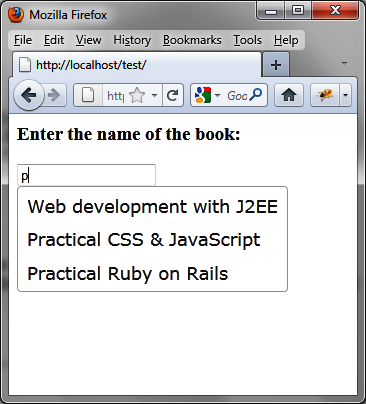 Mozilla Firefox
File Edit View History Bookmarks Tools Help
http://localhost/test/
http Goo
Enter the name of the book:
p
Web development with J2EE
Practical CSS & JavaScript
Practical Ruby on Rails